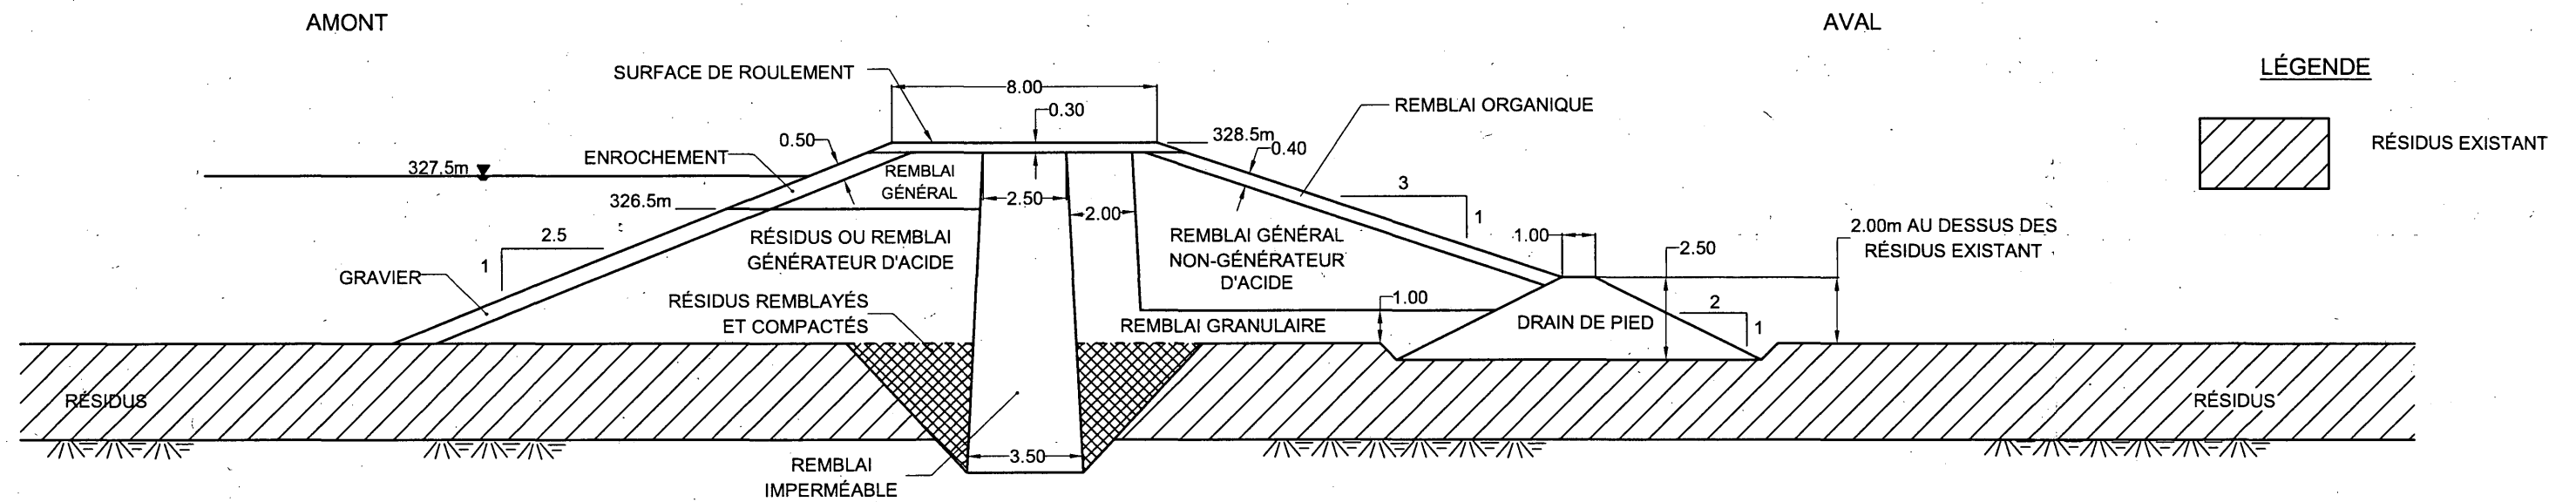 AMONT
AVAL
LÉGENDE
RÉSIDUS EXISTANT
SURFACE DE ROULEMENT
8.00
0.30
REMBLAI ORGANIQUE
0.50
328.5m
0.40
ENROCHEMENT
327.5m
REMBLAI
GÉNÉRAL
326.5m
2.50
2.00
3
1
2.5
1
RÉSIDUS OU REMBLAI
GÉNÉRATEUR D'ACIDE
REMBLAI GÉNÉRAL
NON-GÉNÉRATEUR
D'ACIDE
1.00
2.50
2.00m AU DESSUS DES
RÉSIDUS EXISTANT
GRAVIER
RÉSIDUS REMBLAYÉS
ET COMPACTÉS
1.00
REMBLAI GRANULAIRE
DRAIN DE PIED
2
1
RÉSIDUS
RÉSIDUS
3.50
REMBLAI
IMPERMÉABLE